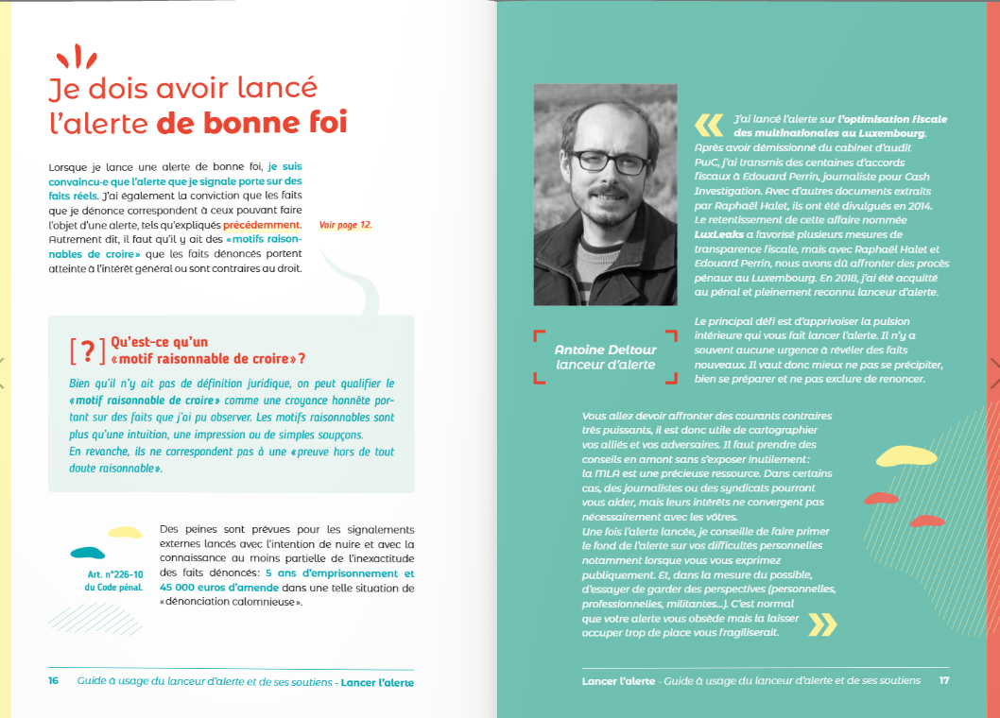 Je dois avoir lancé
l'alerte de bonne foi
Lorsque je lance une alerte de bonne foi, je suis
convaincu·e que l'alerte que je signale porte sur des
faits réels. J'ai également la conviction que les faits
que je dénonce correspondent à ceux pouvant faire
l'objet d'une alerte, tels qu'expliqués précédemment.
Autrement dit, il faut qu'il y ait des «motifs raison-
nables de croire» que les faits dénoncés portent
atteinte à l'intérêt général ou sont contraires au droit.
Voir page 12.
[?] Qu'est-ce qu'un
«motif raisonnable de croire»?
Bien qu'il n'y ait pas de définition juridique, on peut qualifier le
«motif raisonnable de croire» comme une croyance honnête por-
tant sur des faits que j'ai pu observer. Les motifs raisonnables sont
plus qu'une intuition, une impression ou de simples soupçons.
En revanche, ils ne correspondent pas à une «preuve hors de tout
doute raisonnable».
Art. n°226-10
du Code pénal.
Des peines sont prévues pour les signalements
externes lancés avec l'intention de nuire et avec la
connaissance au moins partielle de l'inexactitude
des faits dénoncés: 5 ans d'emprisonnement et
45 000 euros d'amende dans une telle situation de
«dénonciation calomnieuse».
16 Guide à usage du lanceur d'alerte et de ses soutiens - Lancer l'alerte
« J'ai lancé l'alerte sur l'optimisation fiscale
des multinationales au Luxembourg.
Après avoir démissionné du cabinet d'audit
PwC, j'ai transmis des centaines d'accords
fiscaux à Edouard Perrin, journaliste pour Cash
Investigation. Avec d'autres documents extraits
par Raphaël Halet, ils ont été divulgués en 2014.
Le retentissement de cette affaire nommée
LuxLeaks a favorisé plusieurs mesures de
transparence fiscale, mais avec Raphaël Halet et
Edouard Perrin, nous avons dû affronter des procès
pénaux au Luxembourg. En 2018, j'ai été acquitté
au pénal et pleinement reconnu lanceur d'alerte.
Antoine Deltour
lanceur d'alerte
Le principal défi est d'apprivoiser la pulsion
intérieure qui vous fait lancer l'alerte. Il n'y a
souvent aucune urgence à révéler des faits
nouveaux. Il vaut donc mieux ne pas se précipiter,
bien se préparer et ne pas exclure de renoncer.
Vous allez devoir affronter des courants contraires
très puissants, il est donc utile de cartographier
vos alliés et vos adversaires. Il faut prendre des
conseils en amont sans s'exposer inutilement:
la MLA est une précieuse ressource. Dans certains
cas, des journalistes ou des syndicats pourront
vous aider, mais leurs intérêts ne convergent pas
nécessairement avec les vôtres.
Une fois l'alerte lancée, je conseille de faire primer
le fond de l'alerte sur vos difficultés personnelles
notamment lorsque vous vous exprimez
publiquement. Et, dans la mesure du possible,
d'essayer de garder des perspectives (personnelles,
professionnelles, militantes...). C'est normal
que votre alerte vous obsède mais la laisser
occuper trop de place vous fragiliserait. »
Lancer l'alerte - Guide à usage du lanceur d'alerte et de ses soutiens 17